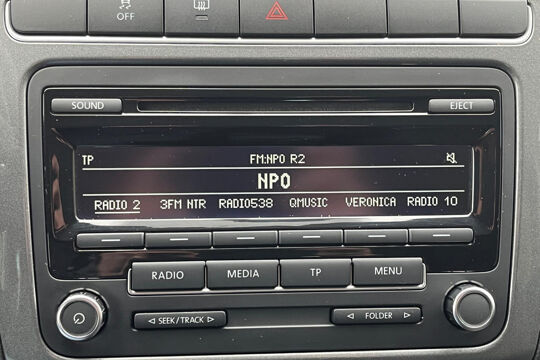 OFF
SOUND
EJECT
TP FM:NPO R2
NPO
RADIO 2 3FM NTR RADIO538 QMUSIC VERONICA RADIO 10
RADIO MEDIA TP MENU
SEEK/TRACK FOLDER